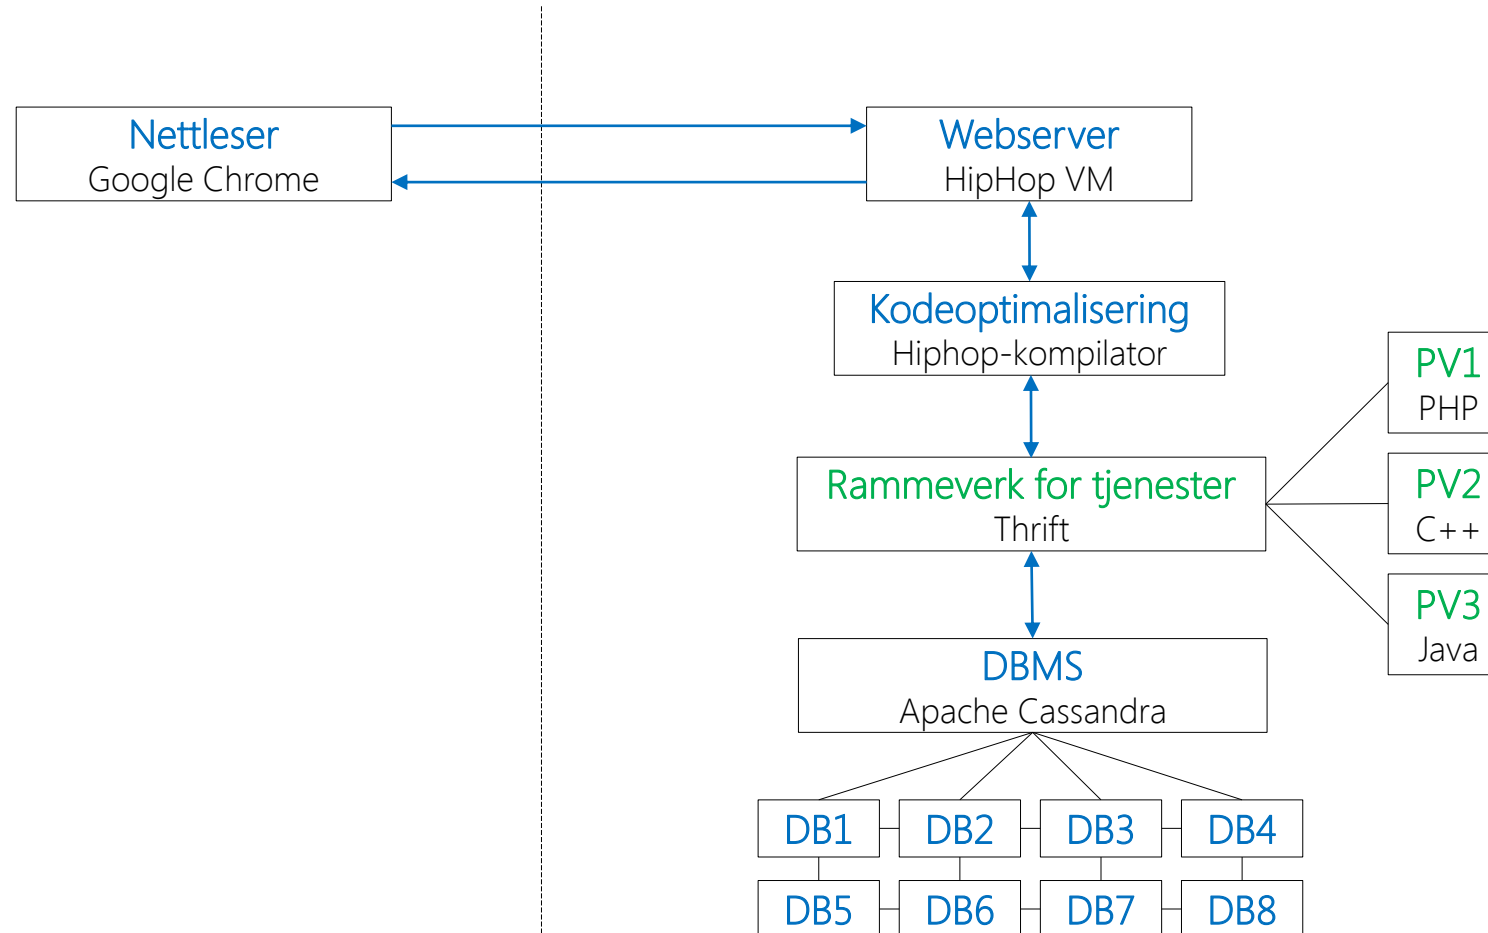 Nettleser
Google Chrome
Webserver
HipHop VM
Kodeoptimalisering
Hiphop-kompilator
PV1
PHP
Rammeverk for tjenester
Thrift
PV2
C++
PV3
Java
DBMS
Apache Cassandra
DB1 DB2 DB3 DB4
DB5 DB6 DB7 DB8